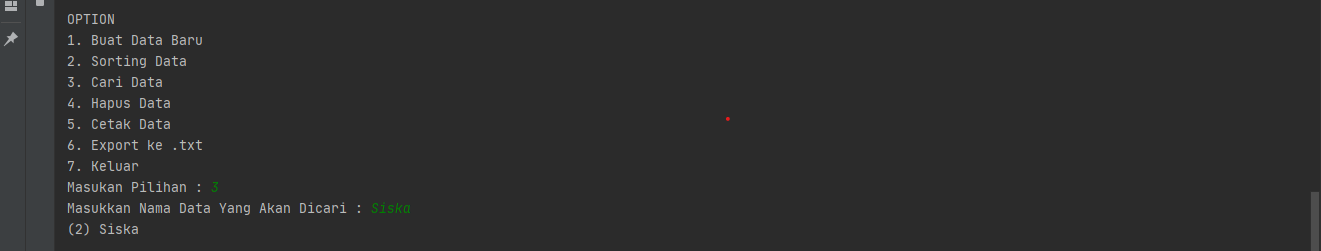 OPTION
1. Buat Data Baru
2. Sorting Data
3. Cari Data
4. Hapus Data
5. Cetak Data
6. Export ke .txt
7. Keluar
Masukan Pilihan : 3
Masukkan Nama Data Yang Akan Dicari : Siska
(2) Siska